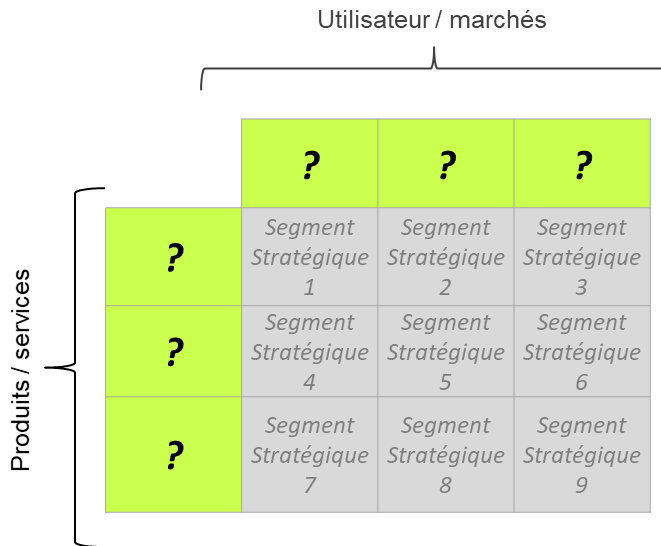 Utilisateur / marchés
? ? ?
Produits / services
? Segment Stratégique 1 Segment Stratégique 2 Segment Stratégique 3
? Segment Stratégique 4 Segment Stratégique 5 Segment Stratégique 6
? Segment Stratégique 7 Segment Stratégique 8 Segment Stratégique 9